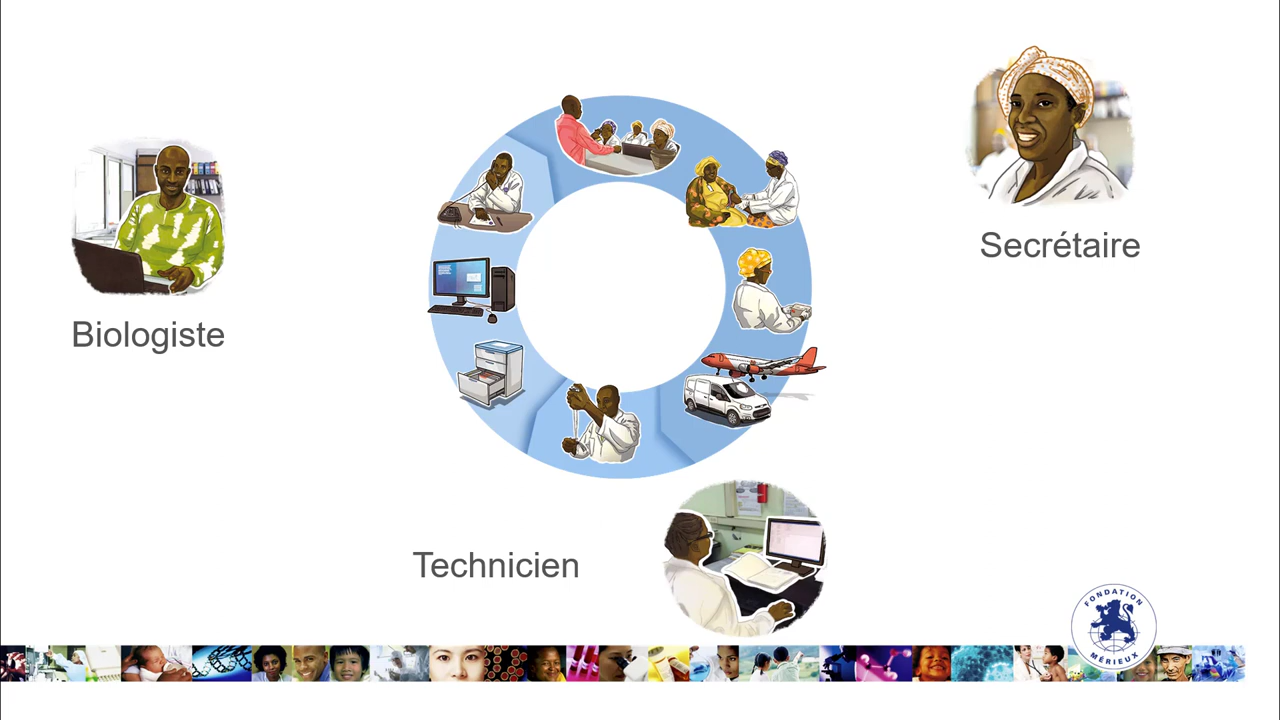 Secrétaire
Biologiste
Technicien
FONDATION
MÉRIEUX